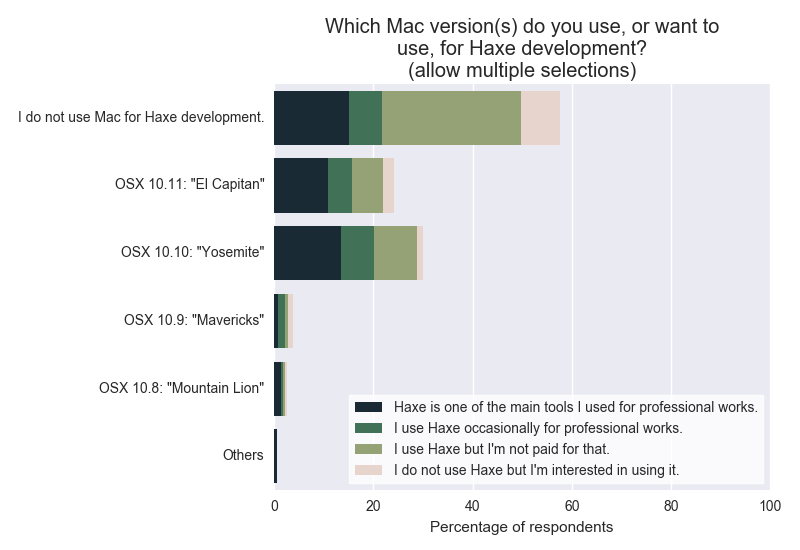 Which Mac version(s) do you use, or want to
use, for Haxe development?
(allow multiple selections)
I do not use Mac for Haxe development.
OSX 10.11: "El Capitan"
OSX 10.10: "Yosemite"
OSX 10.9: "Mavericks"
OSX 10.8: "Mountain Lion"
Others
Haxe is one of the main tools I used for professional works.
I use Haxe occasionally for professional works.
I use Haxe but I'm not paid for that.
I do not use Haxe but I'm interested in using it.
0 20 40 60 80 100
Percentage of respondents